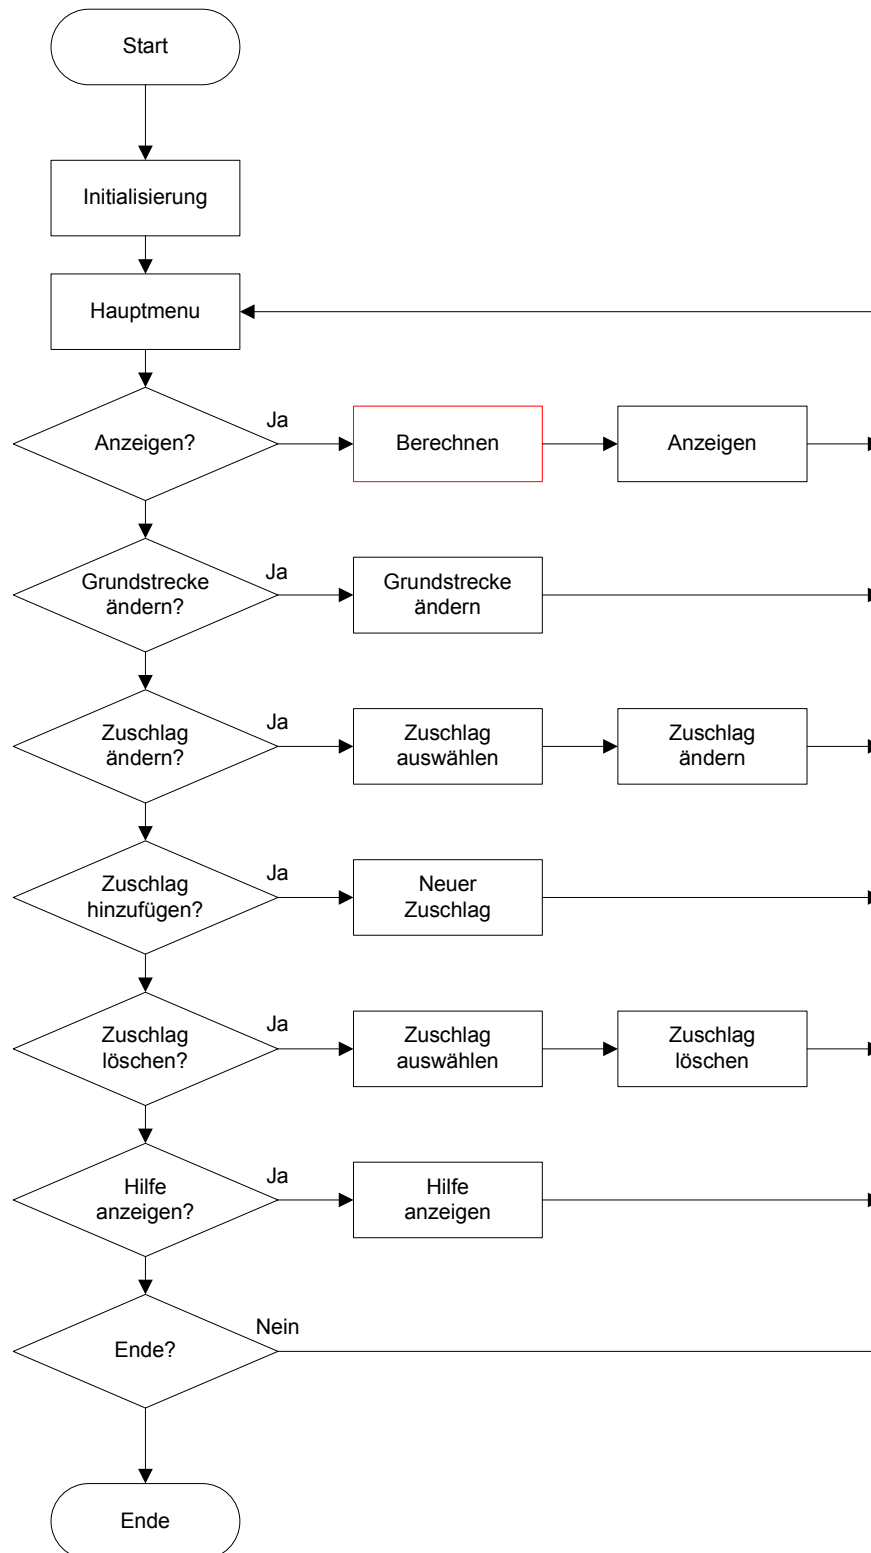 Start
Initialisierung
Hauptmenu
Anzeigen?
Ja
Berechnen
Anzeigen
Grundstrecke
ändern?
Ja
Grundstrecke
ändern
Zuschlag
ändern?
Ja
Zuschlag
auswählen
Zuschlag
ändern
Zuschlag
hinzufügen?
Ja
Neuer
Zuschlag
Zuschlag
löschen?
Ja
Zuschlag
auswählen
Zuschlag
löschen
Hilfe
anzeigen?
Ja
Hilfe
anzeigen
Ende?
Nein
Ende